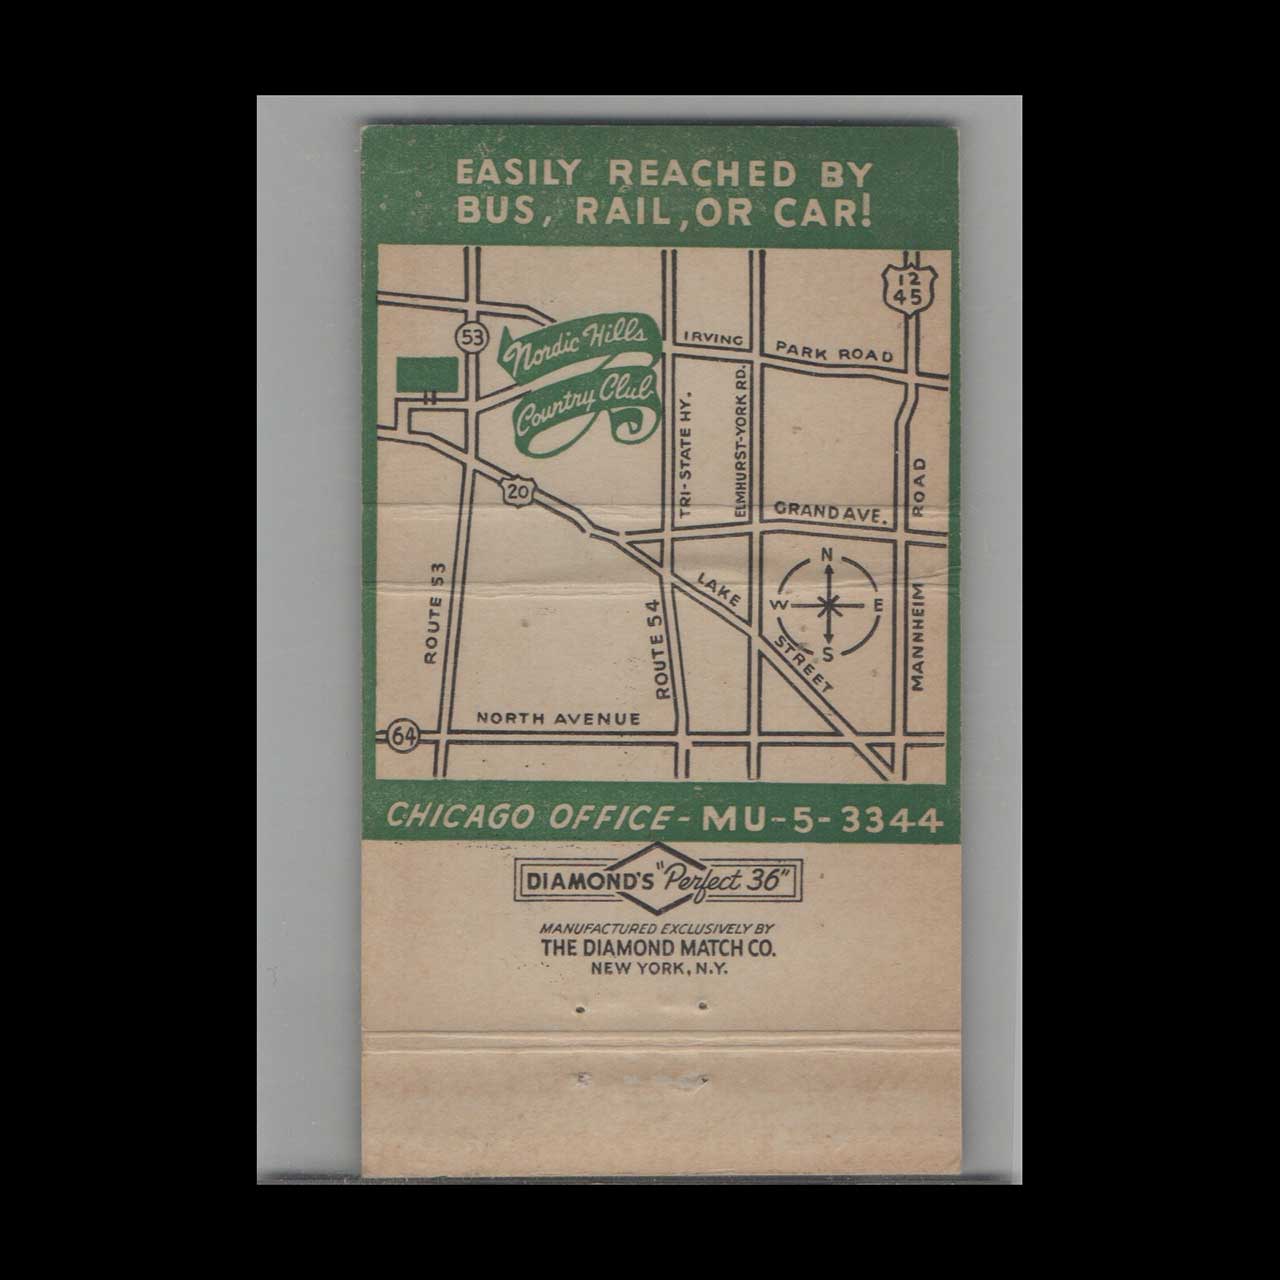 EASILY REACHED BY
BUS, RAIL, OR CAR!
12
45
53
Nordic Hills
Country Club
IRVING PARK ROAD
TRI-STATE HY.
ELMHURST-YORK RD.
20
GRAND AVE.
MANNHEIM ROAD
N
W E
S
ROUTE 53
ROUTE 54
LAKE STREET
NORTH AVENUE
64
CHICAGO OFFICE - MU-5-3344
DIAMOND'S "Perfect 36"
MANUFACTURED EXCLUSIVELY BY
THE DIAMOND MATCH CO.
NEW YORK, N.Y.